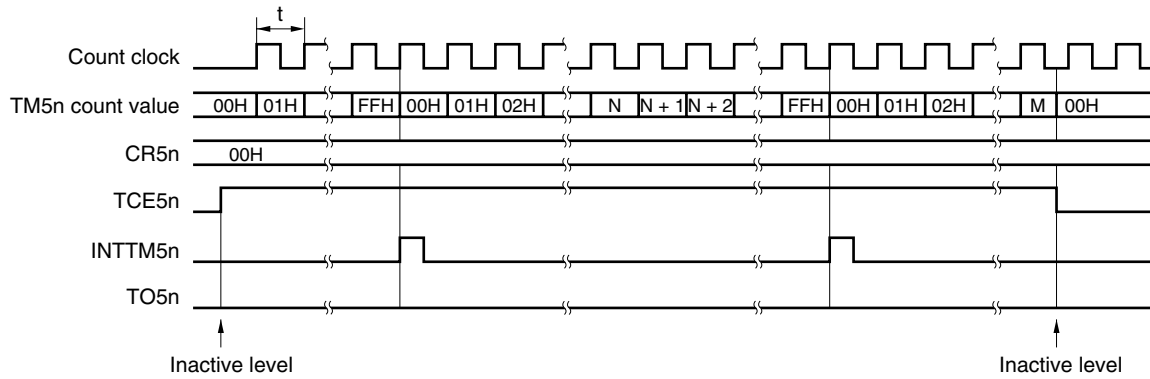 t
Count clock
TM5n count value 00H 01H FFH 00H 01H 02H N N + 1 N + 2 FFH 00H 01H 02H M 00H
CR5n 00H
TCE5n
INTTM5n
TO5n
Inactive level Inactive level